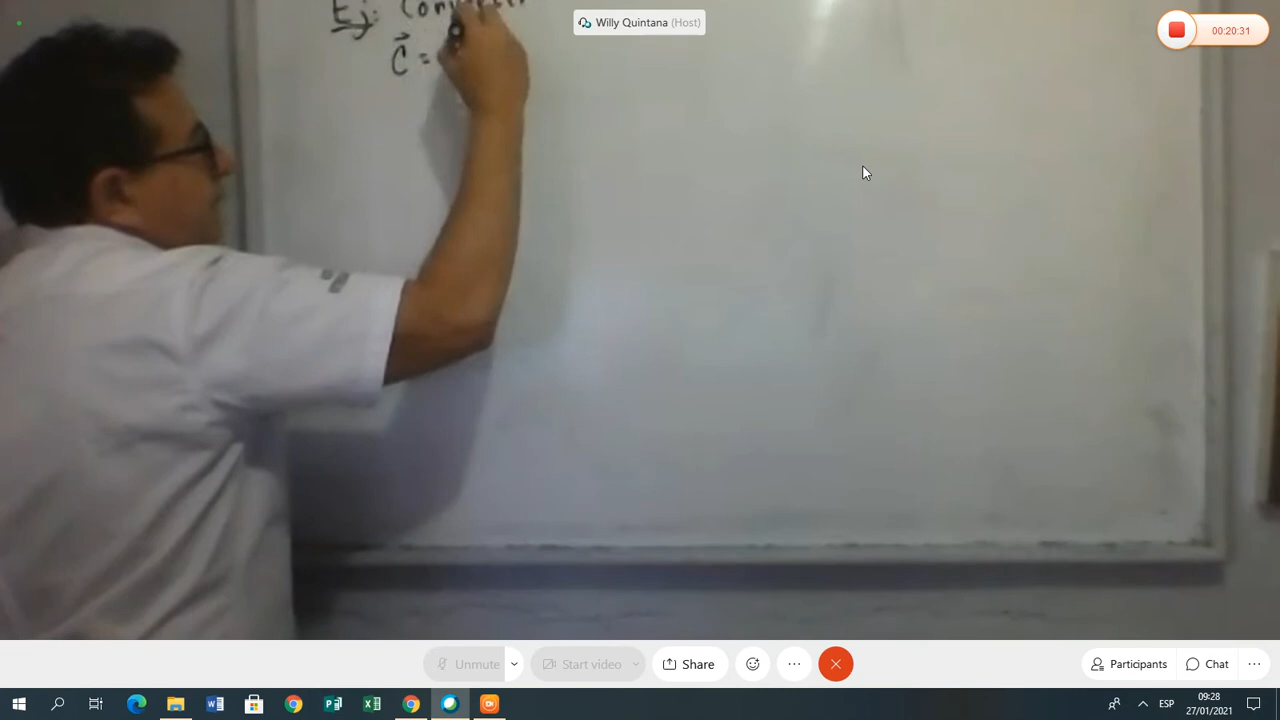 Willy Quintana (Host)
00:20:31
Ej:
C⃗ =
Unmute
Start video
Share
Participants
Chat
ESP
09:28
27/01/2021